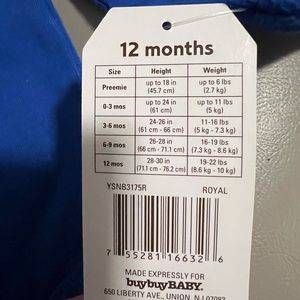 12 months
Size Height Weight
Preemie up to 18 in (45.7 cm) up to 6 lbs (2.7 kg)
0-3 mos up to 24 in (61 cm) up to 11 lbs (5 kg)
3-6 mos 24-26 in (61 cm - 66 cm) 11-16 lbs (5 kg - 7.3 kg)
6-9 mos 26-28 in (66 cm - 71.1 cm) 16-19 lbs (7.3 kg - 8.6 kg)
12 mos 28-30 in (71.1 cm - 76.2 cm) 19-22 lbs (8.6 kg - 10 kg)
YSNB3175R ROYAL
7 55281 16632 6
MADE EXPRESSLY FOR
buybuyBABY.
650 LIBERTY AVE., UNION, NJ 07083